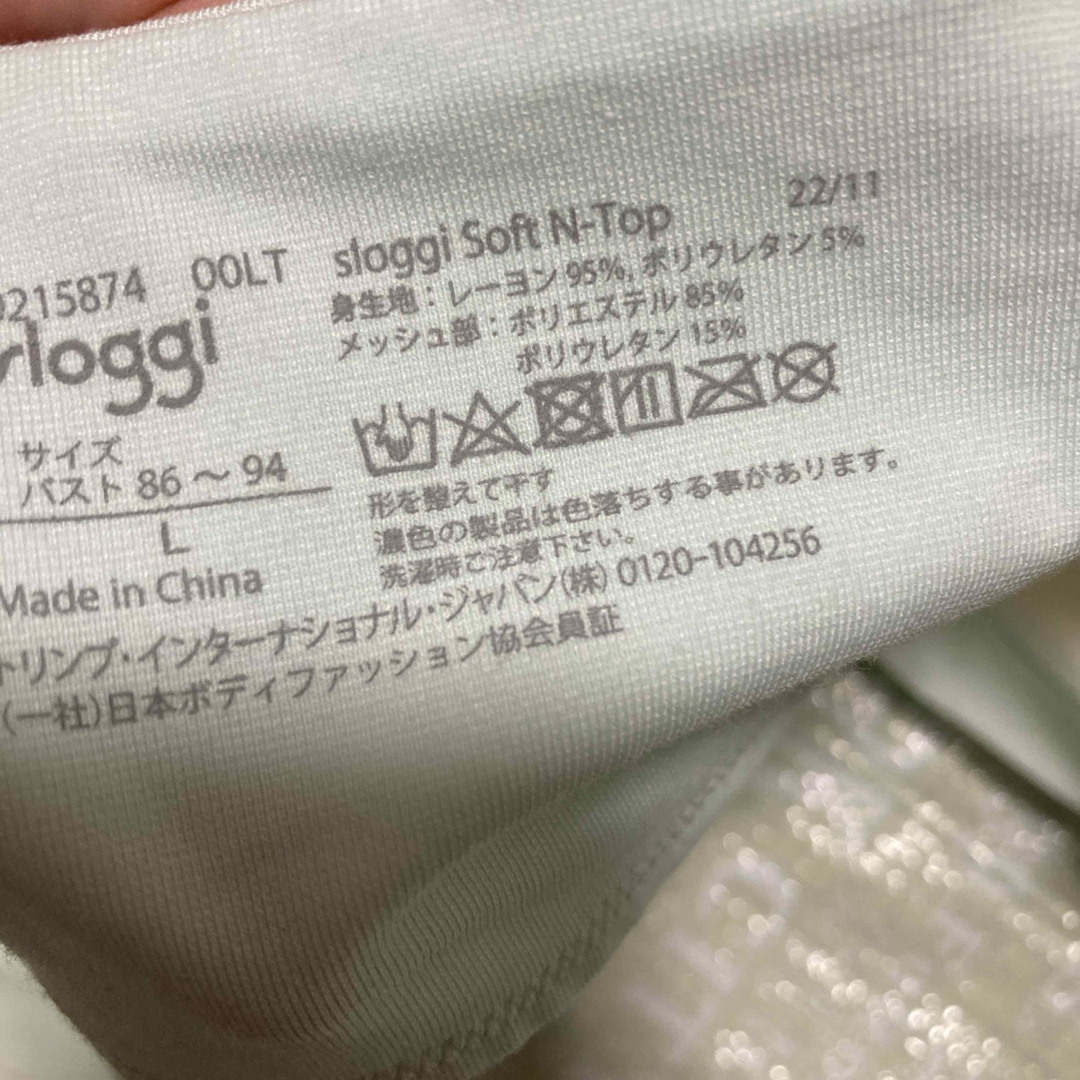 215874 00LT sloggi Soft N-Top 22/11
sloggi
身生地：レーヨン 95%, ポリウレタン 5%
メッシュ部：ポリエステル 85%
ポリウレタン 15%
サイズ
バスト 86～94
L
Made in China
形を整えて干す
濃色の製品は色落ちする事があります。
洗濯時ご注意下さい。
トリンプ・インターナショナル・ジャパン(株) 0120-104256
(一社)日本ボディファッション協会員証